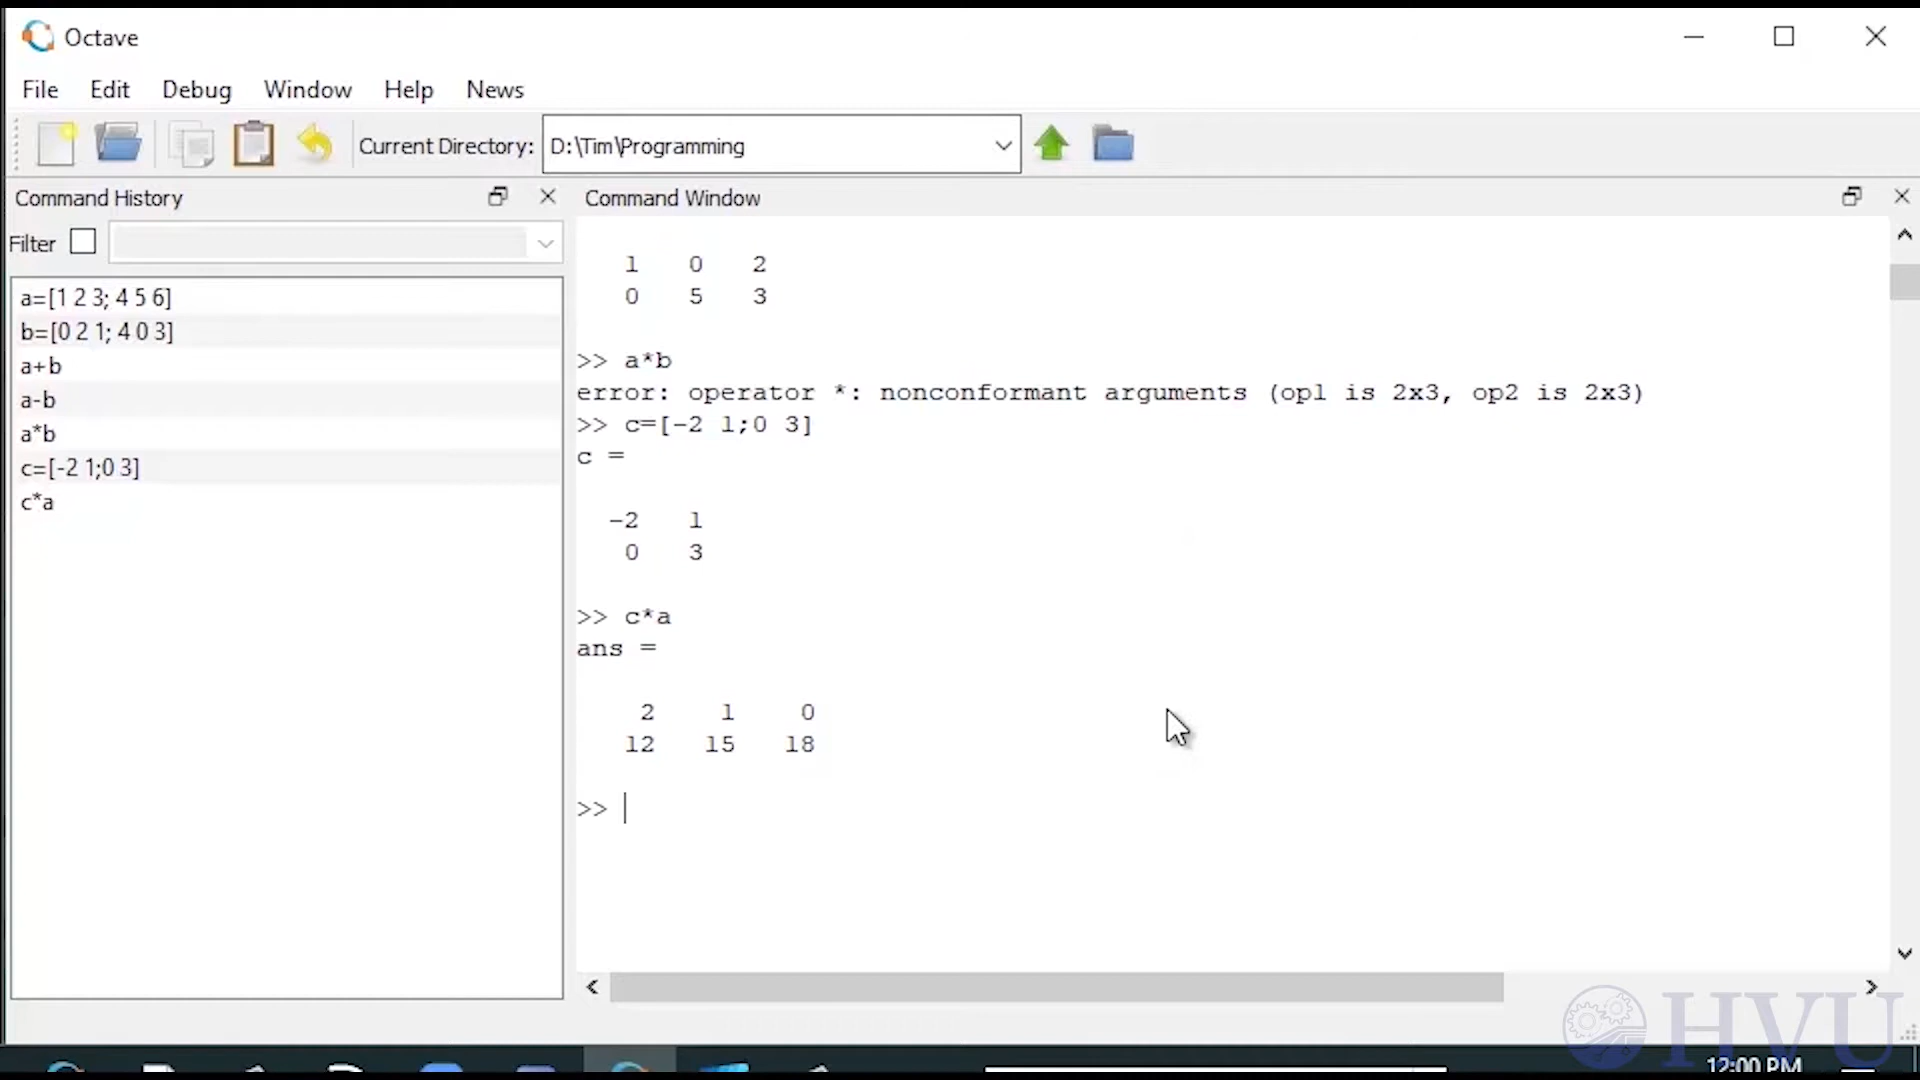 Octave
File Edit Debug Window Help News
Current Directory: D:\Tim\Programming
Command History
Filter
a=[1 2 3; 4 5 6]
b=[0 2 1; 4 0 3]
a+b
a-b
a*b
c=[-2 1;0 3]
c*a
Command Window
1 0 2
0 5 3
>> a*b
error: operator *: nonconformant arguments (op1 is 2x3, op2 is 2x3)
>> c=[-2 1;0 3]
c =
-2 1
0 3
>> c*a
ans =
2 1 0
12 15 18
>>
HVU
12:00 PM